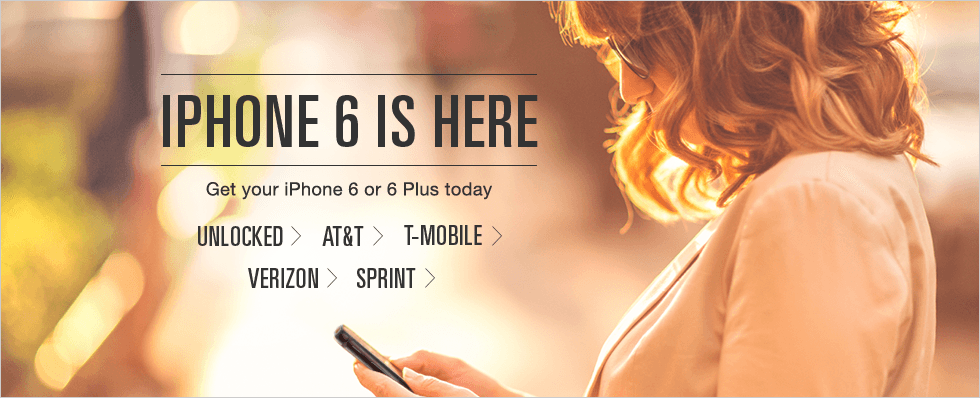 IPHONE 6 IS HERE
Get your iPhone 6 or 6 Plus today
UNLOCKED > AT&T > T-MOBILE >
VERIZON > SPRINT >